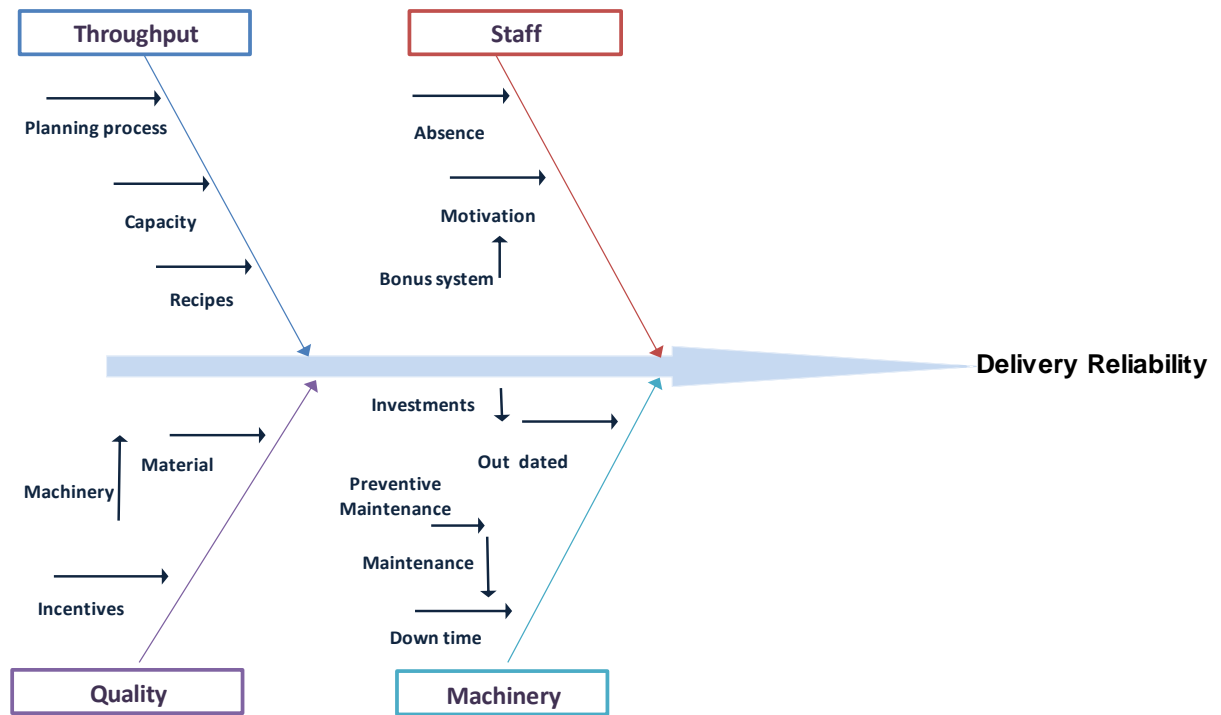 Throughput
Staff
Planning process
Absence
Capacity
Motivation
Bonus system
Recipes
Delivery Reliability
Investments
Material
Out dated
Machinery
Preventive
Maintenance
Maintenance
Incentives
Down time
Quality
Machinery